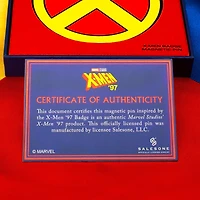 MARVEL STUDIOS
X-MEN
'97
CERTIFICATE OF AUTHENTICITY
This document certifies this magnetic pin inspired by
the X-Men '97 Badge is an authentic Marvel Studios'
X-Men '97 product. This officially licensed pin was
manufactured by licensee Salesone, LLC.
© MARVEL
SALESONE